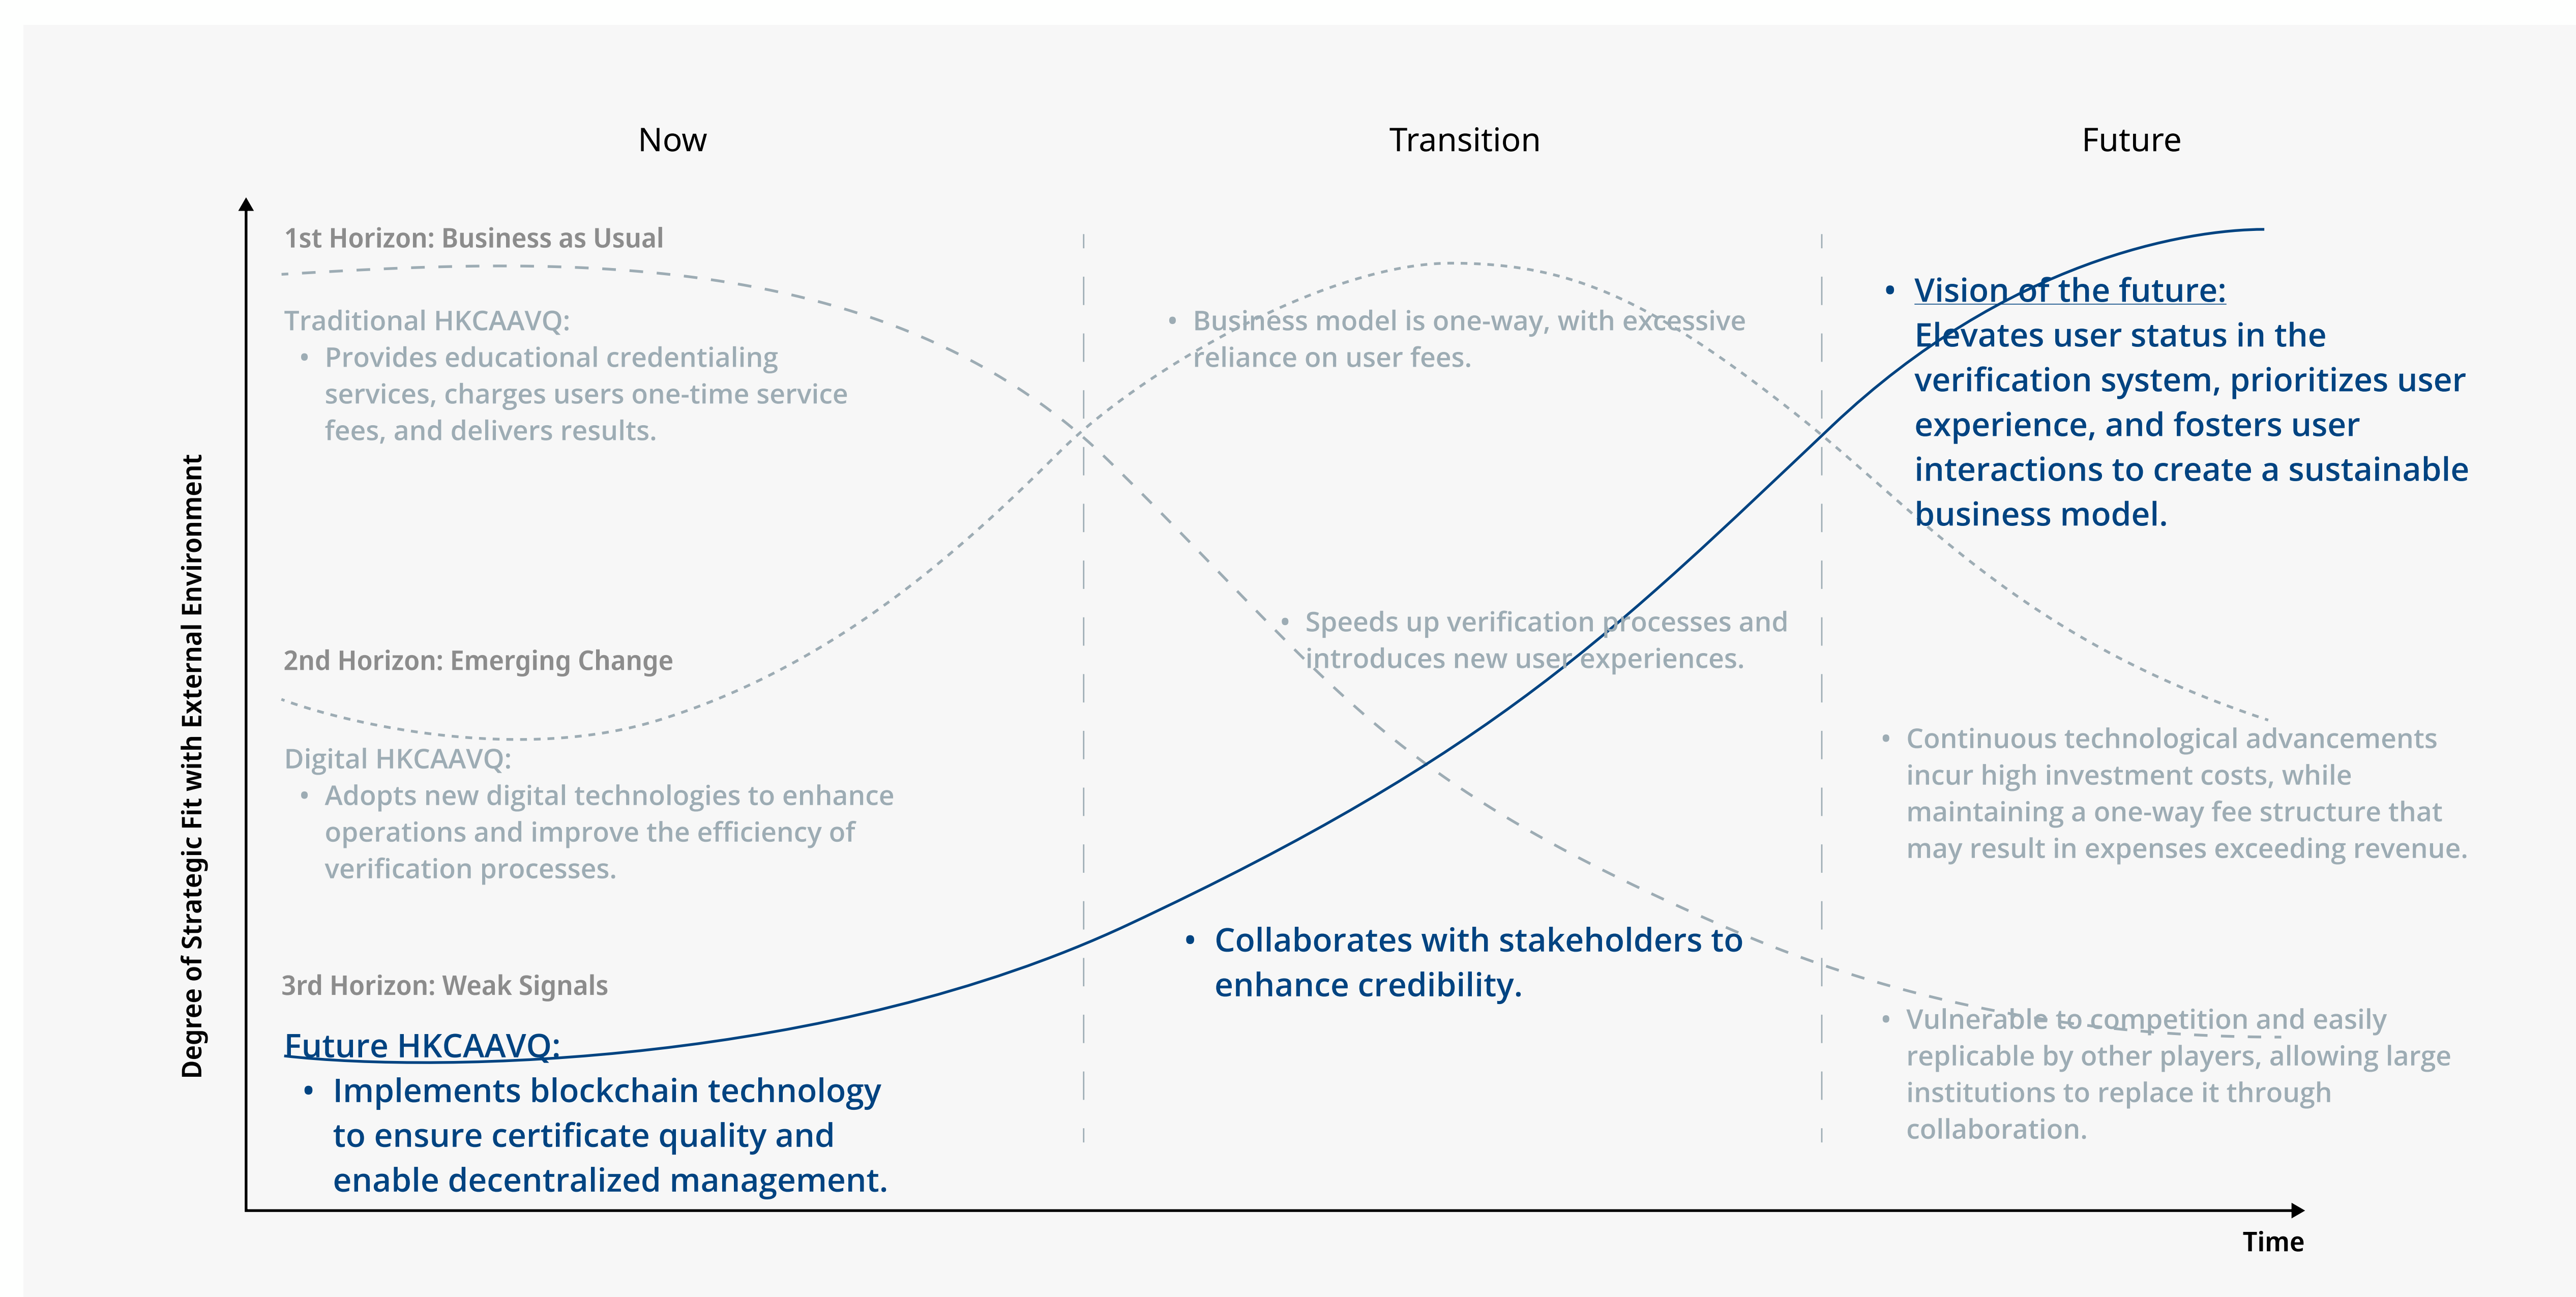 Now
Transition
Future
Degree of Strategic Fit with External Environment
1st Horizon: Business as Usual
Traditional HKCAAVQ:
• Provides educational credentialing
services, charges users one-time service
fees, and delivers results.
• Business model is one-way, with excessive
reliance on user fees.
• Vision of the future:
Elevates user status in the
verification system, prioritizes user
experience, and fosters user
interactions to create a sustainable
business model.
2nd Horizon: Emerging Change
Digital HKCAAVQ:
• Adopts new digital technologies to enhance
operations and improve the efficiency of
verification processes.
• Speeds up verification processes and
introduces new user experiences.
• Continuous technological advancements
incur high investment costs, while
maintaining a one-way fee structure that
may result in expenses exceeding revenue.
3rd Horizon: Weak Signals
Future HKCAAVQ:
• Implements blockchain technology
to ensure certificate quality and
enable decentralized management.
• Collaborates with stakeholders to
enhance credibility.
• Vulnerable to competition and easily
replicable by other players, allowing large
institutions to replace it through
collaboration.
Time